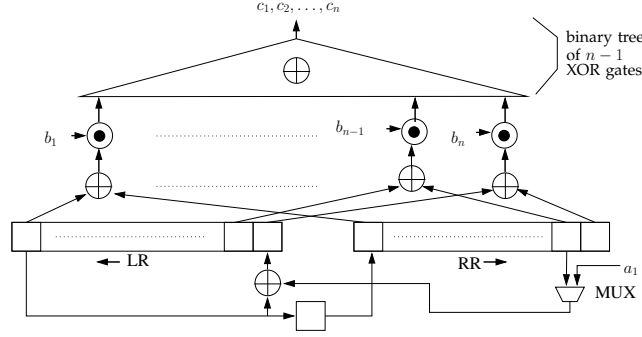 c₁, c₂, . . . , cₙ
binary tree
of n − 1
XOR gates
b₁
bₙ₋₁
bₙ
LR
RR
a₁
MUX